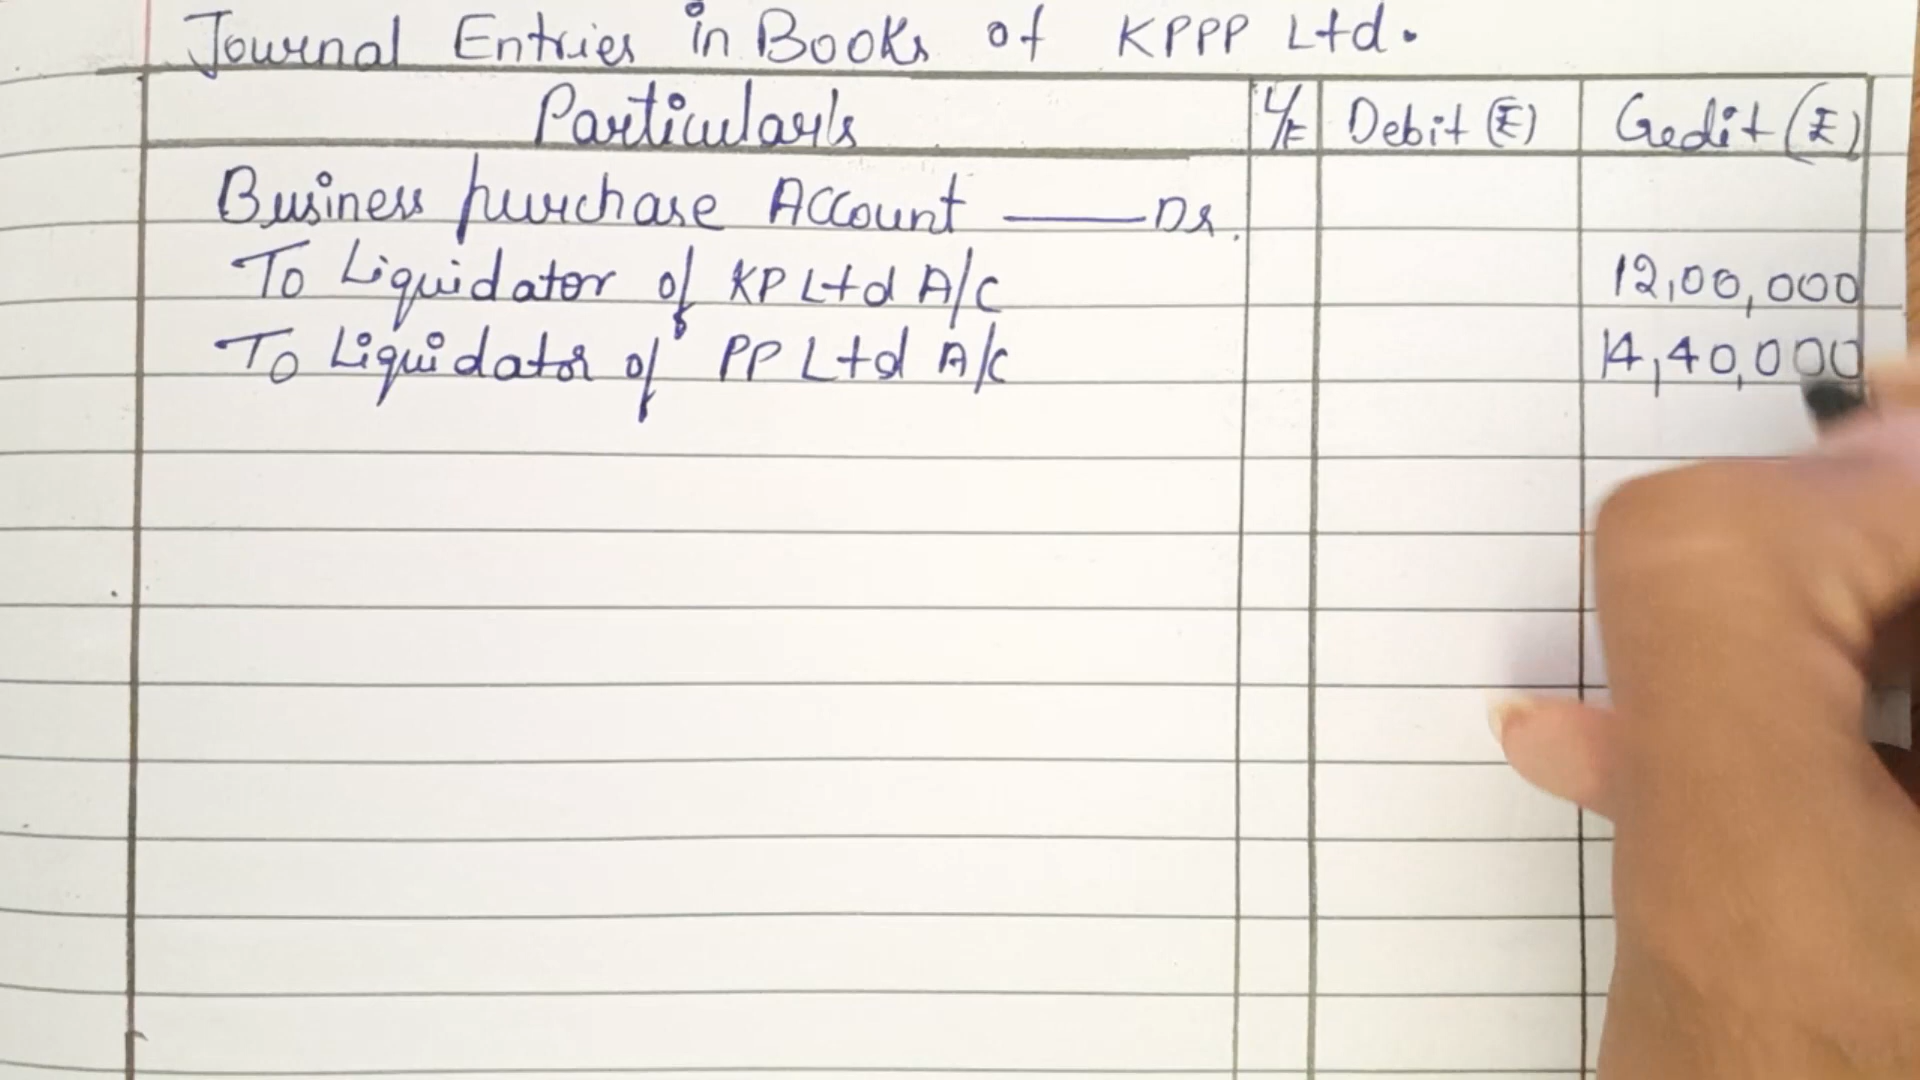 Journal Entries in Books of KPPP Ltd.
Particulars L/F Debit (₹) Credit (₹)
Business purchase Account —— Dr.
To Liquidator of KP Ltd A/C 12,00,000
To Liquidator of PP Ltd A/c 14,40,000